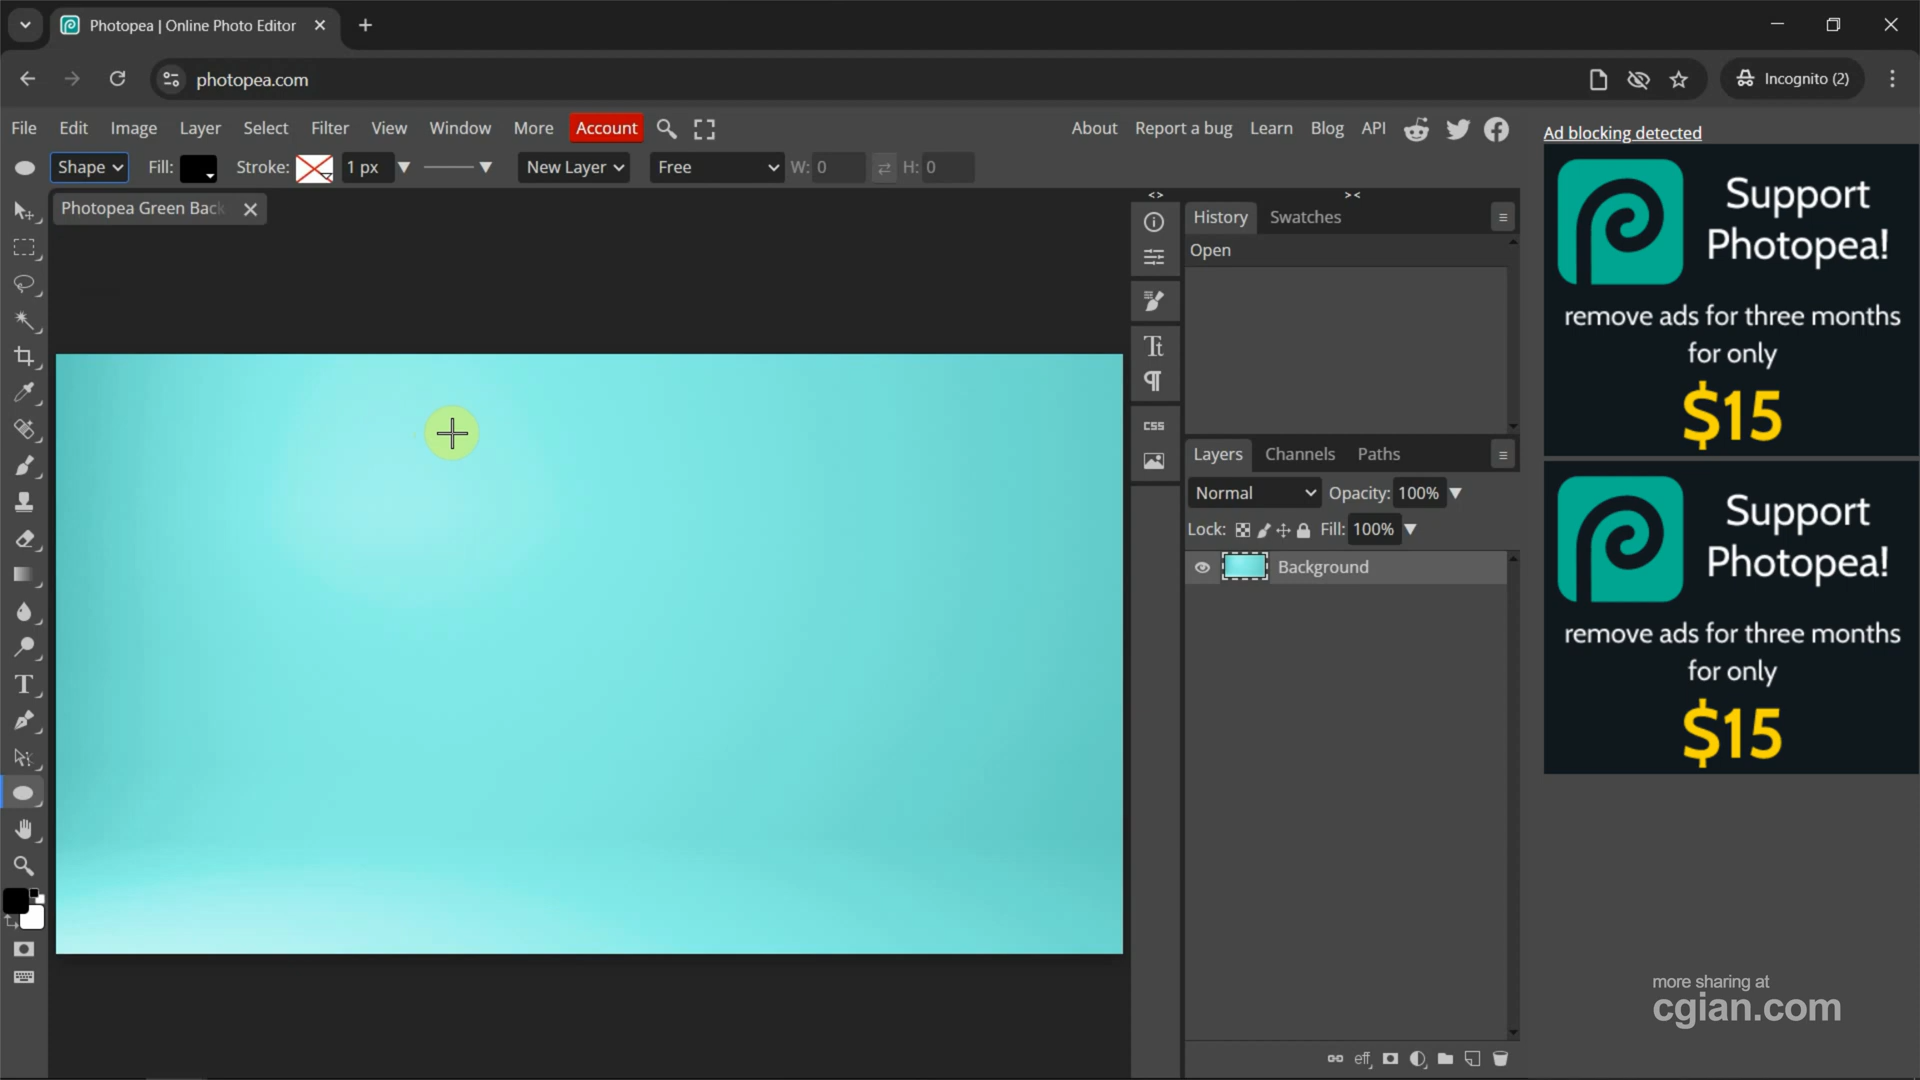 Photopea | Online Photo Editor
photopea.com
Incognito (2)
File Edit Image Layer Select Filter View Window More Account
About Report a bug Learn Blog API
Shape Fill: Stroke: 1 px New Layer Free W: 0 H: 0
Photopea Green Back
History Swatches
Open
Tt
CSS
Layers Channels Paths
Normal Opacity: 100%
Lock: Fill: 100%
Background
eff
Ad blocking detected
Support
Photopea!
remove ads for three months
for only
$15
Support
Photopea!
remove ads for three months
for only
$15
more sharing at
cgian.com